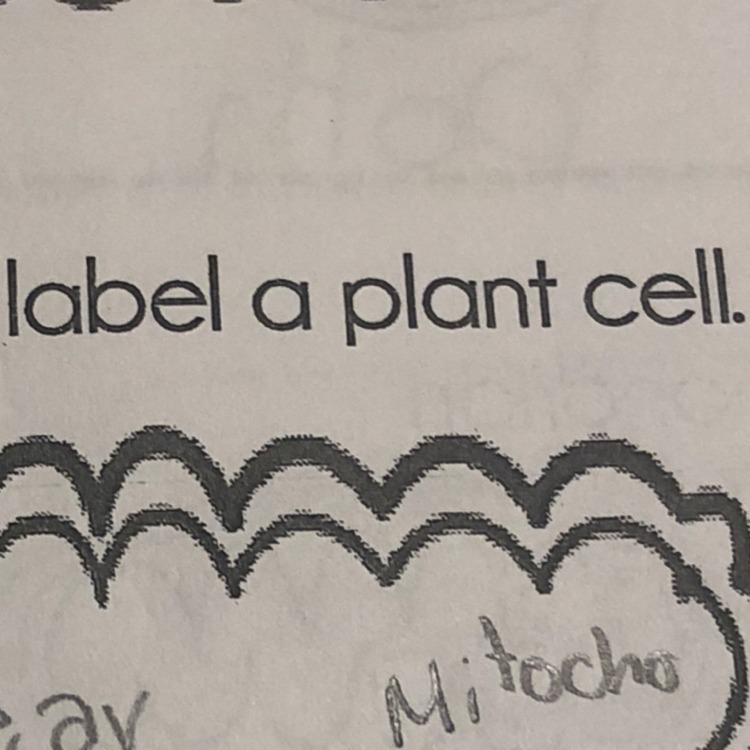 label a plant cell.
Mitocho